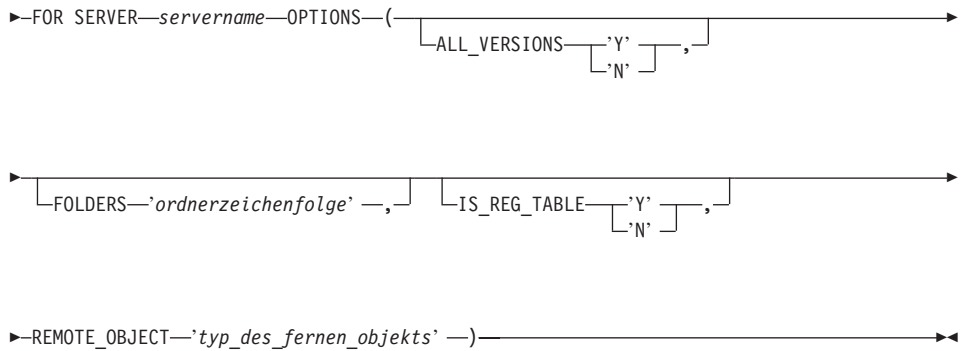 FOR SERVER servername OPTIONS (
ALL_VERSIONS ’Y’ ,
’N’
FOLDERS ’ordnerzeichenfolge’ , IS_REG_TABLE ’Y’ ,
’N’
REMOTE_OBJECT ’typ_des_fernen_objekts’ )